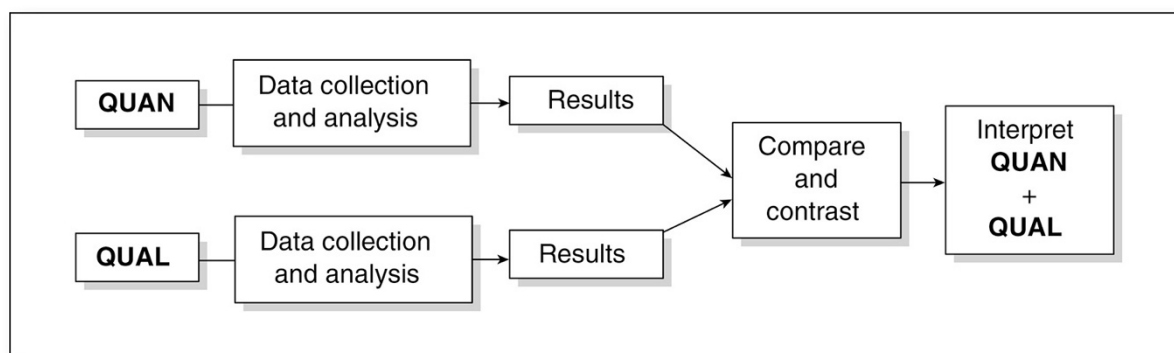 QUAN
Data collection
and analysis
Results
QUAL
Data collection
and analysis
Results
Compare
and
contrast
Interpret
QUAN
+
QUAL